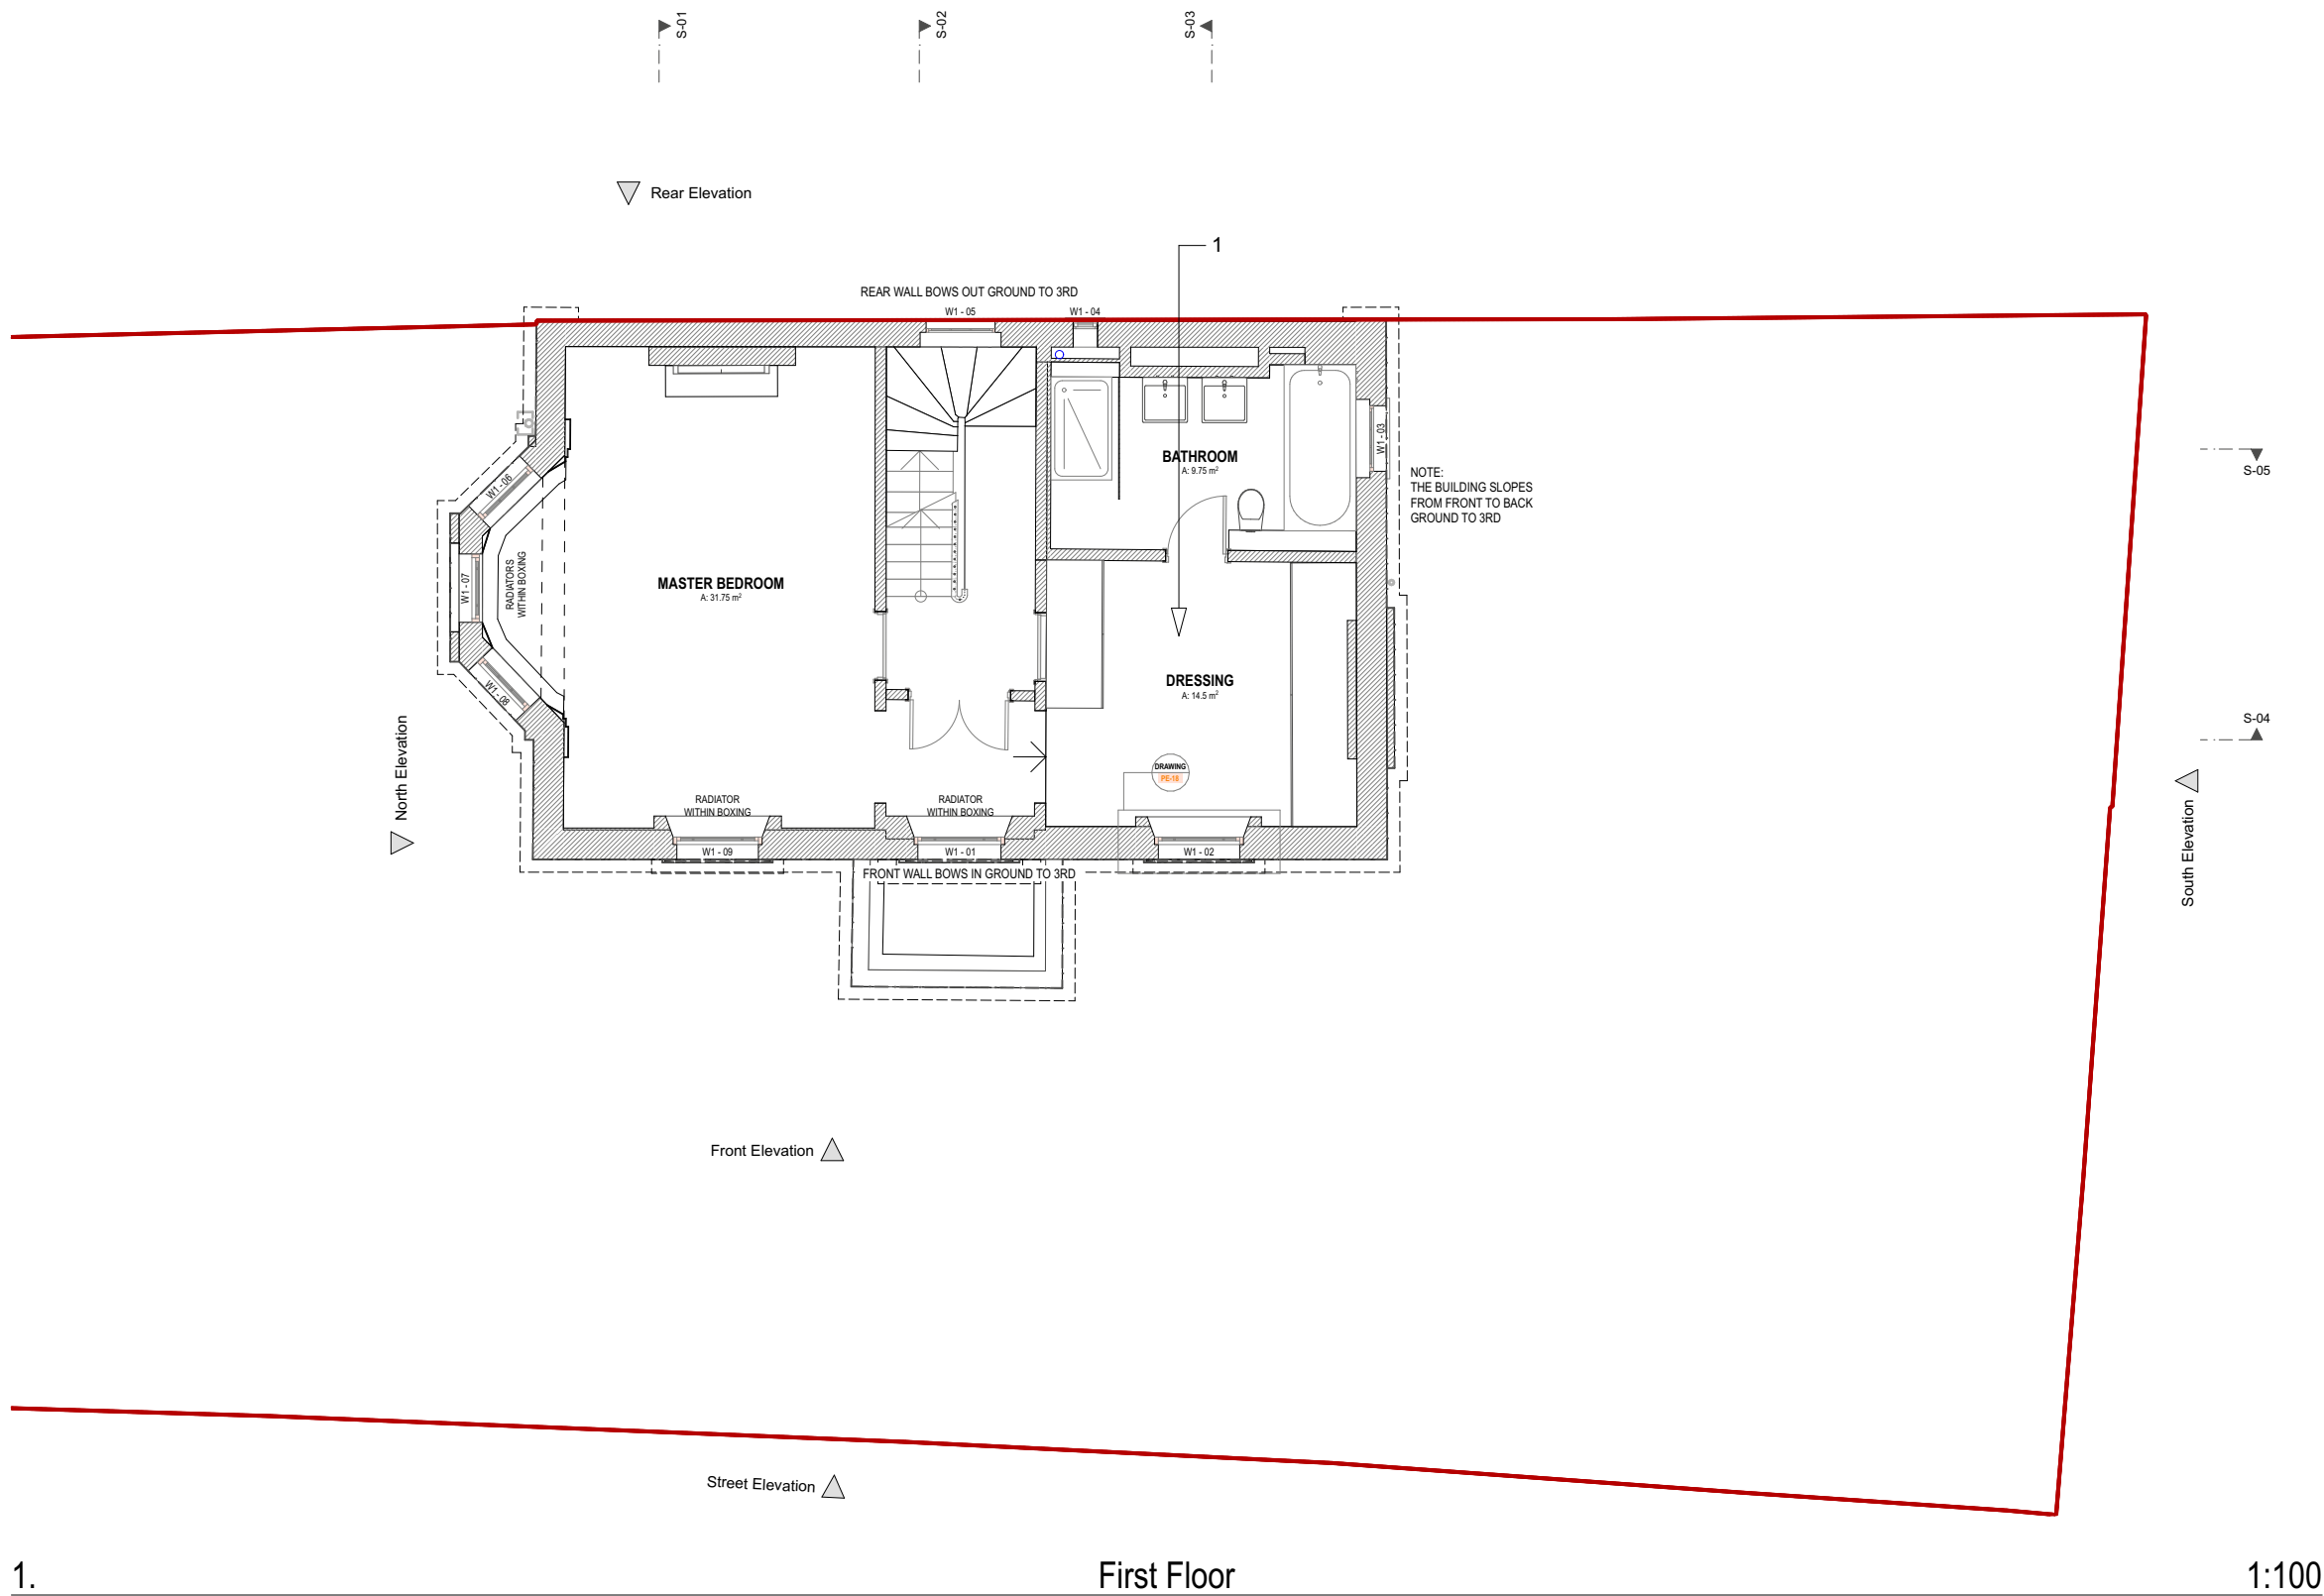 S-01
S-02
S-03
Rear Elevation
1
REAR WALL BOWS OUT GROUND TO 3RD
W1 - 05
W1 - 04
W1 - 03
BATHROOM
A: 9.75 m²
NOTE:
THE BUILDING SLOPES
FROM FRONT TO BACK
GROUND TO 3RD
S-05
W1 - 06
W1 - 07
RADIATORS
WITHIN BOXING
W1 - 08
MASTER BEDROOM
A: 31.75 m²
DRESSING
A: 14.5 m²
S-04
North Elevation
South Elevation
DRAWING
PE-18
RADIATOR
WITHIN BOXING
RADIATOR
WITHIN BOXING
W1 - 09
W1 - 01
W1 - 02
FRONT WALL BOWS IN GROUND TO 3RD
Front Elevation
Street Elevation
1.
First Floor
1:100